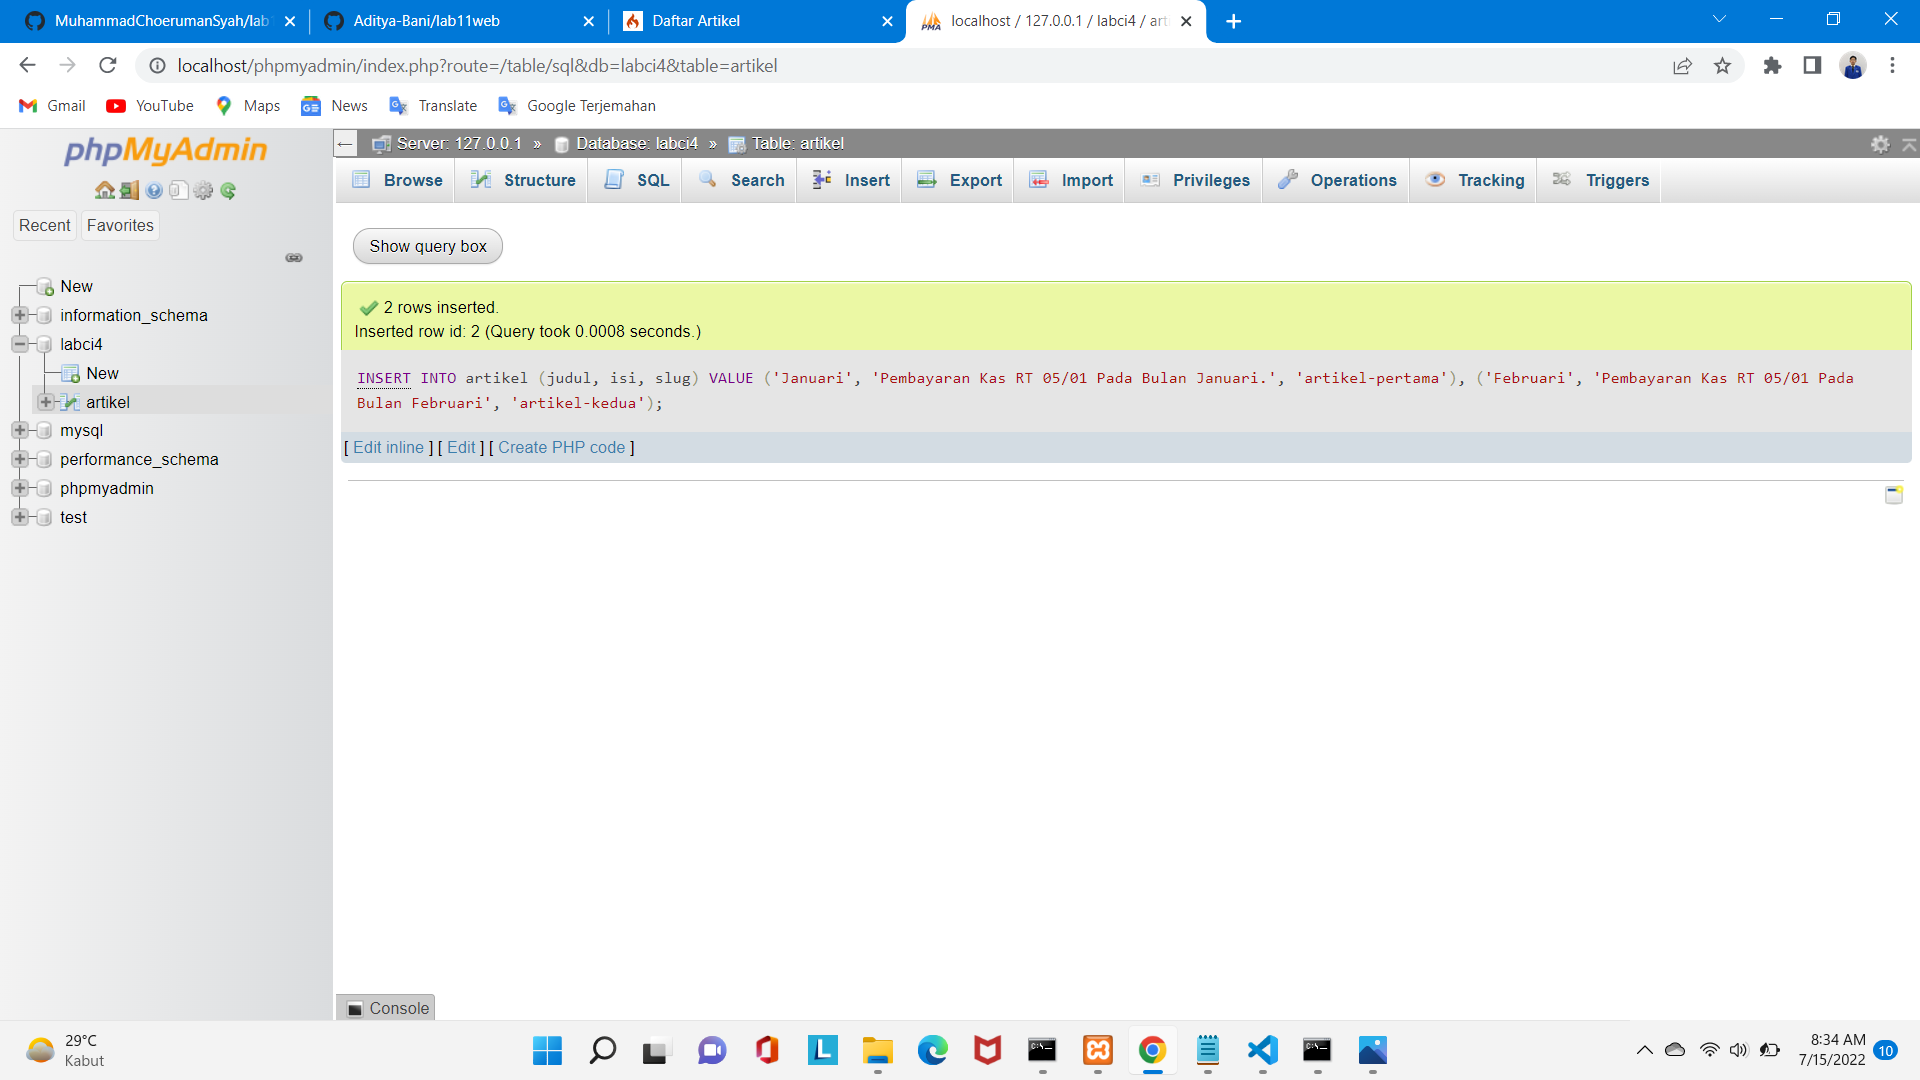 MuhammadChoerumanSyah/lab
Aditya-Bani/lab11web
Daftar Artikel
localhost / 127.0.0.1 / labci4 / art
localhost/phpmyadmin/index.php?route=/table/sql&db=labci4&table=artikel
Gmail
YouTube
Maps
News
Translate
Google Terjemahan
phpMyAdmin
Recent
Favorites
New
information_schema
labci4
New
artikel
mysql
performance_schema
phpmyadmin
test
Server: 127.0.0.1 » Database: labci4 » Table: artikel
Browse
Structure
SQL
Search
Insert
Export
Import
Privileges
Operations
Tracking
Triggers
Show query box
2 rows inserted.
Inserted row id: 2 (Query took 0.0008 seconds.)
INSERT INTO artikel (judul, isi, slug) VALUE ('Januari', 'Pembayaran Kas RT 05/01 Pada Bulan Januari.', 'artikel-pertama'), ('Februari', 'Pembayaran Kas RT 05/01 Pada
Bulan Februari', 'artikel-kedua');
[ Edit inline ] [ Edit ] [ Create PHP code ]
Console
29°C
Kabut
8:34 AM
7/15/2022
10